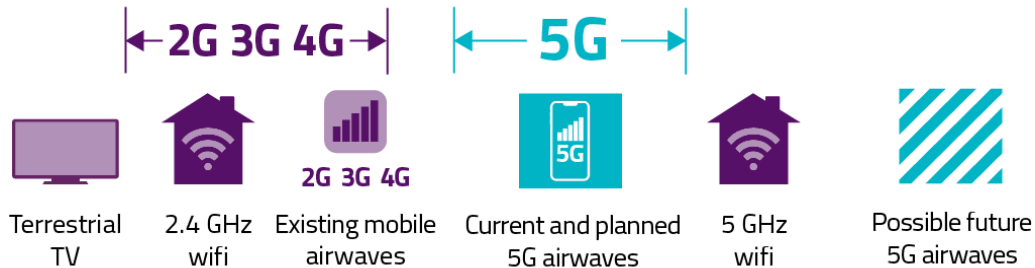 2G 3G 4G
5G
5G
2G 3G 4G
Terrestrial
TV
2.4 GHz
wifi
Existing mobile
airwaves
Current and planned
5G airwaves
5 GHz
wifi
Possible future
5G airwaves